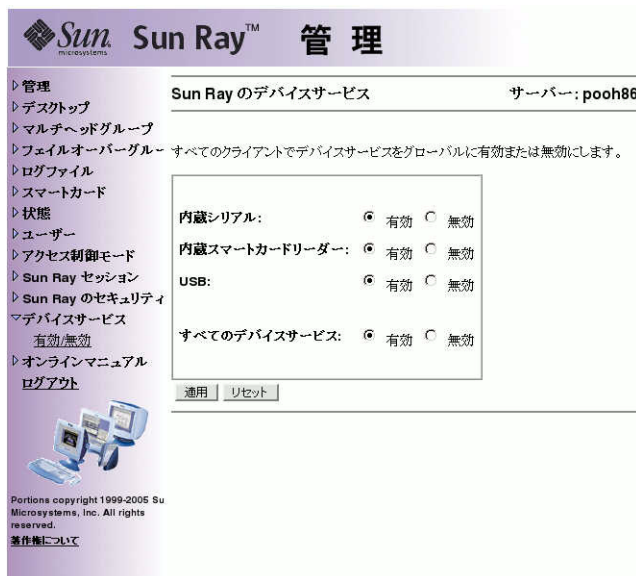 Sun microsystems Sun Ray™ 管理
管理
デスクトップ
マルチヘッドグループ
フェイルオーバーグルー
ログファイル
スマートカード
状態
ユーザー
アクセス制御モード
Sun Ray セッション
Sun Ray のセキュリティ
デバイスサービス
有効/無効
オンラインマニュアル
ログアウト
Portions copyright 1999-2005 Su
Microsystems, Inc. All rights
reserved.
著作権について
Sun Ray のデバイスサービス サーバー: pooh86
すべてのクライアントでデバイスサービスをグローバルに有効または無効にします。
内蔵シリアル: 有効 無効
内蔵スマートカードリーダー: 有効 無効
USB: 有効 無効
すべてのデバイスサービス: 有効 無効
適用 リセット